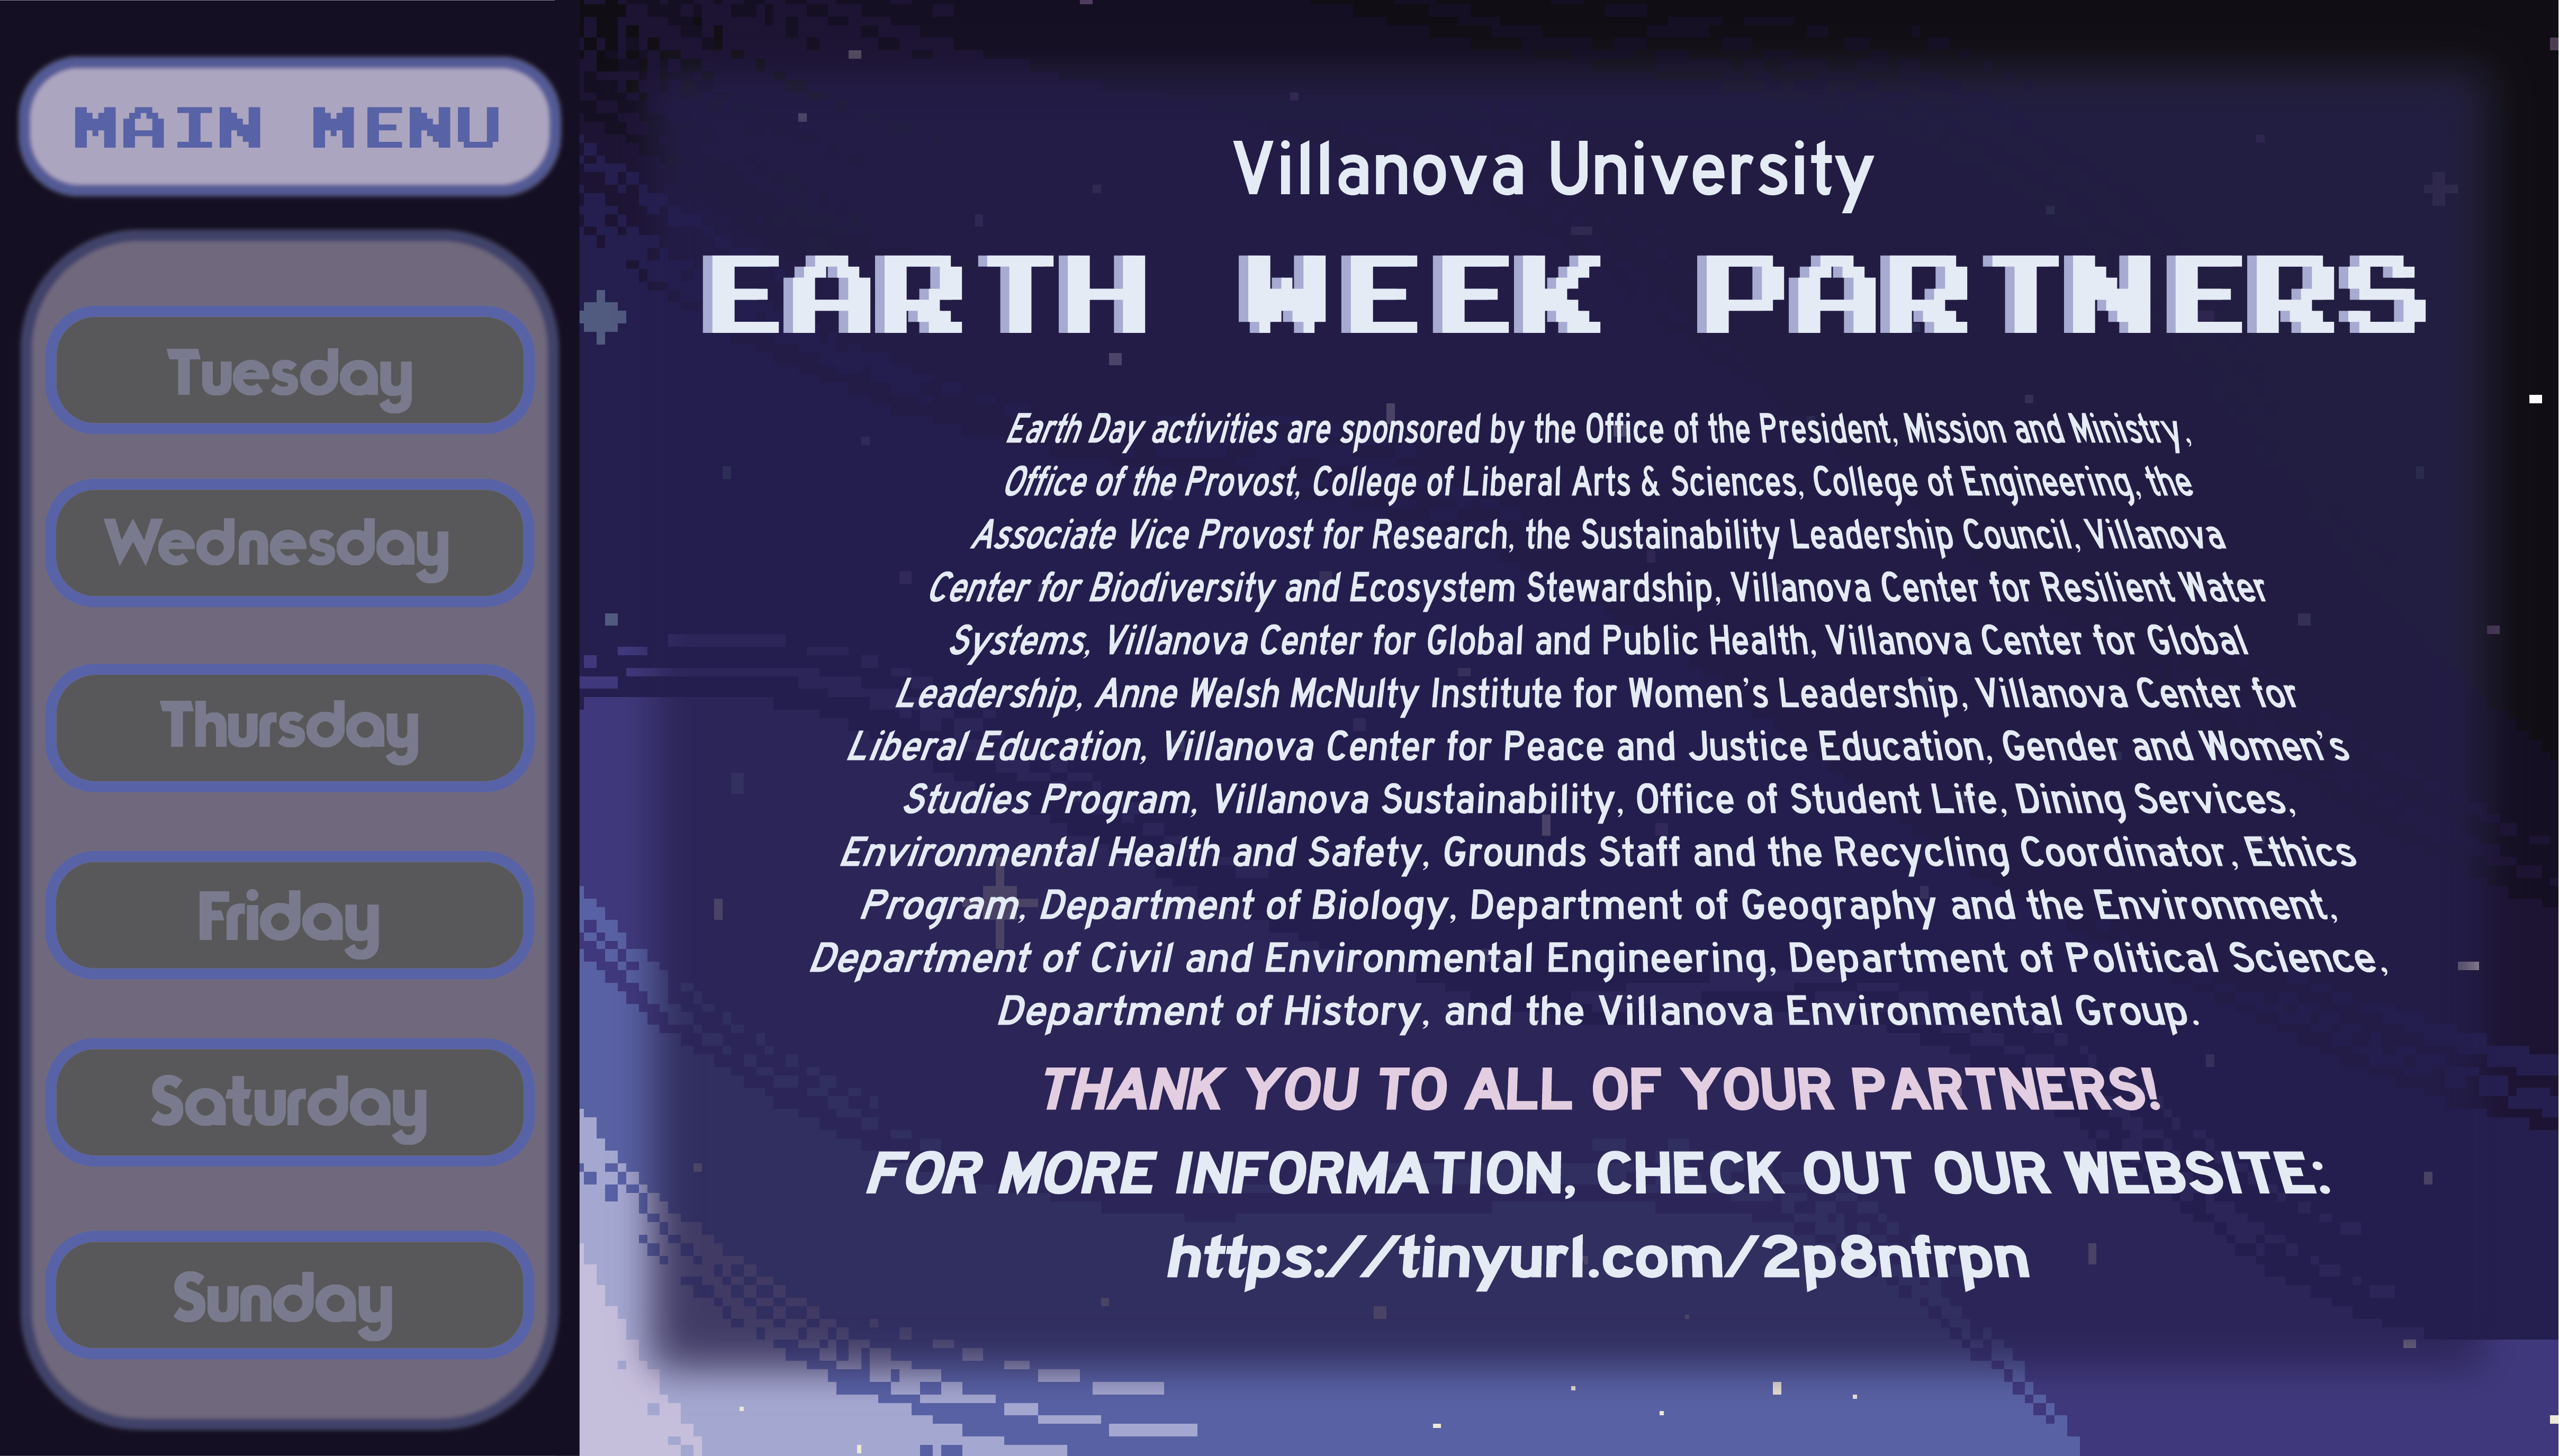 MAIN MENU
Tuesday
Wednesday
Thursday
Friday
Saturday
Sunday
Villanova University
EARTH WEEK PARTNERS
Earth Day activities are sponsored by the Office of the President, Mission and Ministry,
Office of the Provost, College of Liberal Arts & Sciences, College of Engineering, the
Associate Vice Provost for Research, the Sustainability Leadership Council, Villanova
Center for Biodiversity and Ecosystem Stewardship, Villanova Center for Resilient Water
Systems, Villanova Center for Global and Public Health, Villanova Center for Global
Leadership, Anne Welsh McNulty Institute for Women's Leadership, Villanova Center for
Liberal Education, Villanova Center for Peace and Justice Education, Gender and Women's
Studies Program, Villanova Sustainability, Office of Student Life, Dining Services,
Environmental Health and Safety, Grounds Staff and the Recycling Coordinator, Ethics
Program, Department of Biology, Department of Geography and the Environment,
Department of Civil and Environmental Engineering, Department of Political Science,
Department of History, and the Villanova Environmental Group.
THANK YOU TO ALL OF YOUR PARTNERS!
FOR MORE INFORMATION, CHECK OUT OUR WEBSITE:
https://tinyurl.com/2p8nfrpn